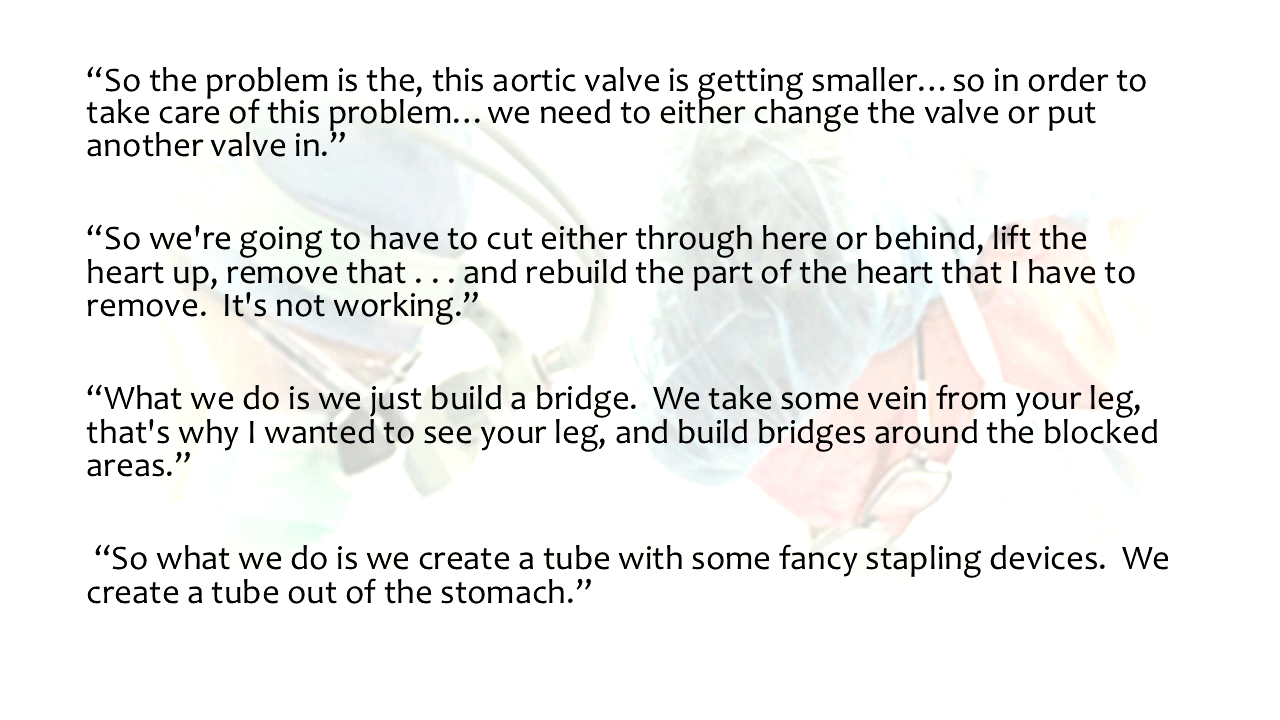 “So the problem is the, this aortic valve is getting smaller… so in order to
take care of this problem… we need to either change the valve or put
another valve in.”
“So we're going to have to cut either through here or behind, lift the
heart up, remove that . . . and rebuild the part of the heart that I have to
remove.  It's not working.”
“What we do is we just build a bridge.  We take some vein from your leg,
that's why I wanted to see your leg, and build bridges around the blocked
areas.”
“So what we do is we create a tube with some fancy stapling devices.  We
create a tube out of the stomach.”